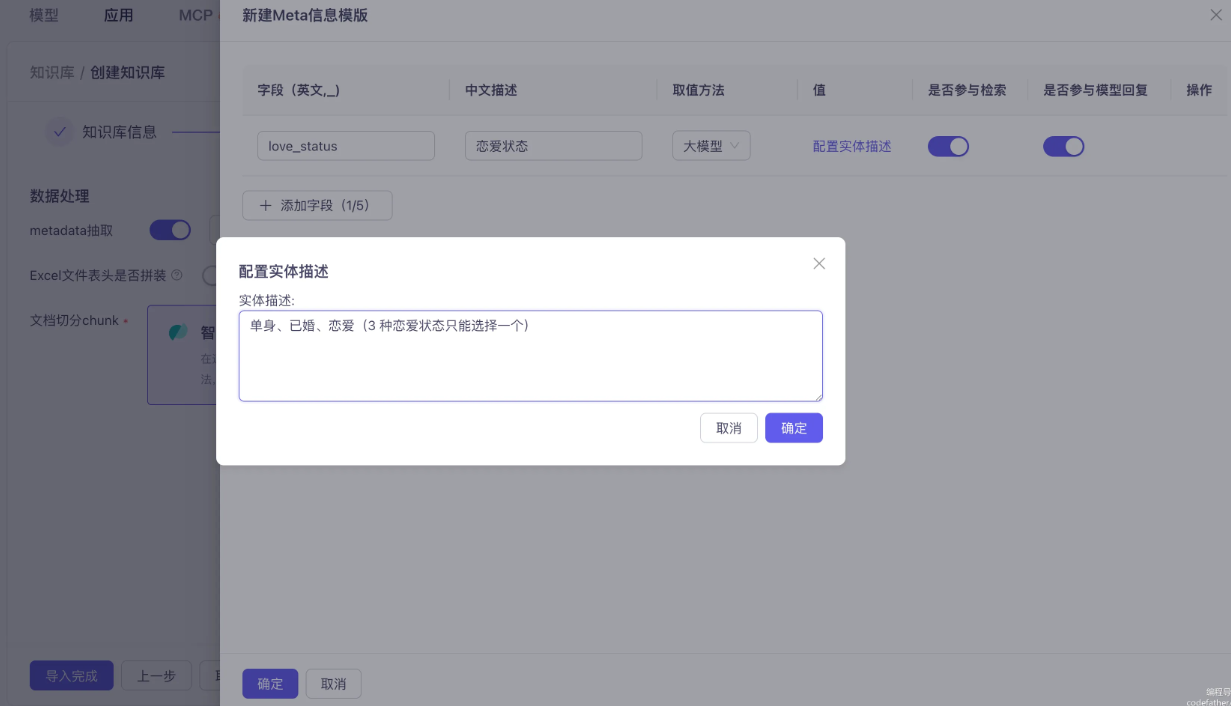 模型 应用 MCP
新建Meta信息模版
知识库 / 创建知识库
字段（英文,_） 中文描述 取值方法 值 是否参与检索 是否参与模型回复 操作
知识库信息
love_status 恋爱状态 大模型 配置实体描述
数据处理
＋ 添加字段（1/5）
metadata抽取
配置实体描述
Excel文件表头是否拼装
实体描述:
文档切分chunk
单身、已婚、恋爱（3 种恋爱状态只能选择一个）
智
在
法
取消 确定
导入完成 上一步
确定 取消
编程导
codefather